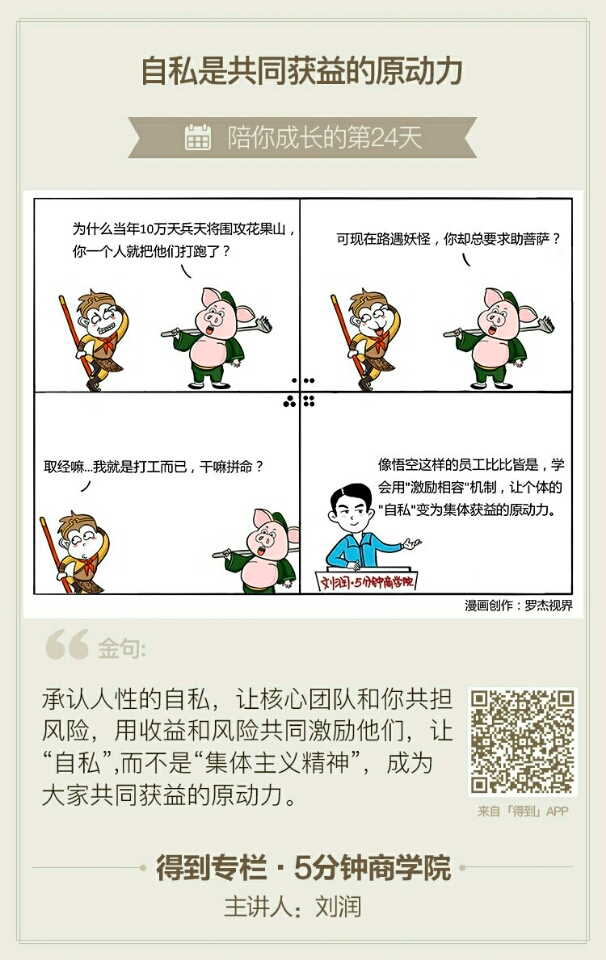 自私是共同获益的原动力
陪你成长的第24天
为什么当年10万天兵天将围攻花果山，
你一个人就把他们打跑了？
可现在路遇妖怪，你却总要求助菩萨？
取经嘛...我就是打工而已，干嘛拼命？
像悟空这样的员工比比皆是，学
会用"激励相容"机制，让个体的
"自私"变为集体获益的原动力。
刘润·5分钟商学院
漫画创作：罗杰视界
金句:
承认人性的自私，让核心团队和你共担
风险，用收益和风险共同激励他们，让
“自私”,而不是“集体主义精神”，成为
大家共同获益的原动力。
来自「得到」APP
得到专栏·5分钟商学院
主讲人：刘润